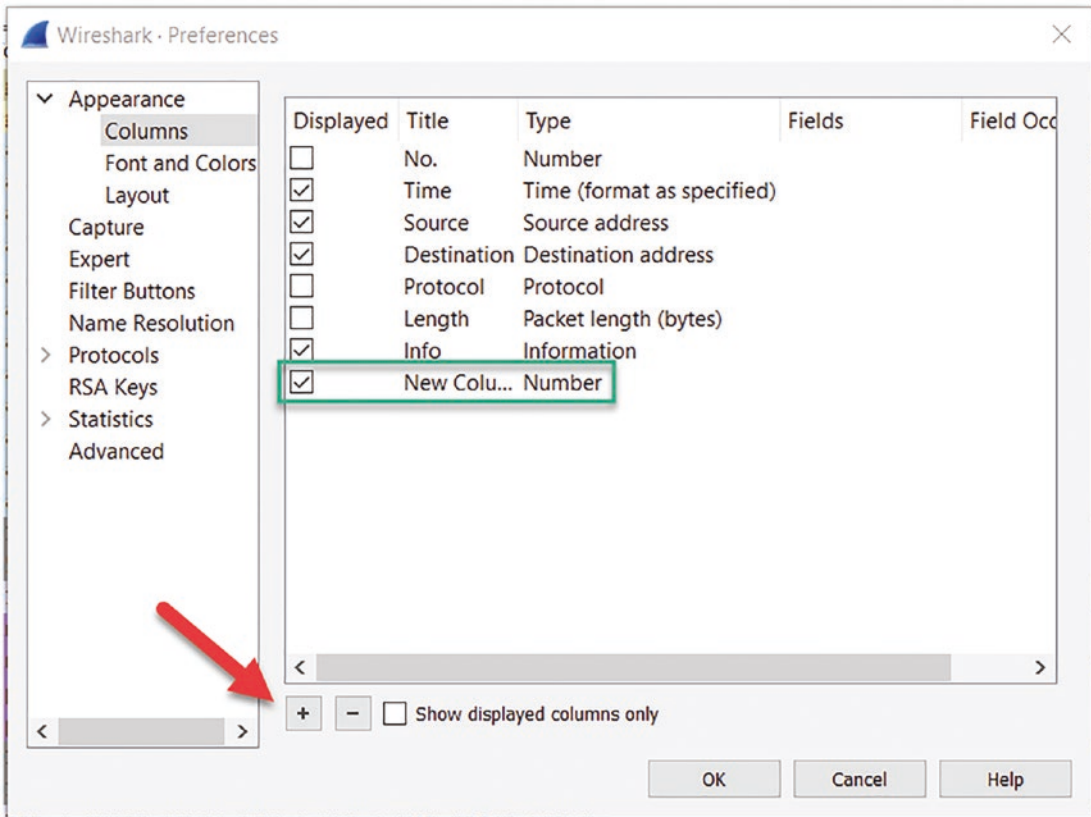 Wireshark · Preferences
Appearance
Columns
Font and Colors
Layout
Capture
Expert
Filter Buttons
Name Resolution
Protocols
RSA Keys
Statistics
Advanced
Displayed Title Type Fields Field Occ
No. Number
Time Time (format as specified)
Source Source address
Destination Destination address
Protocol Protocol
Length Packet length (bytes)
Info Information
New Colu... Number
+ − Show displayed columns only
OK Cancel Help